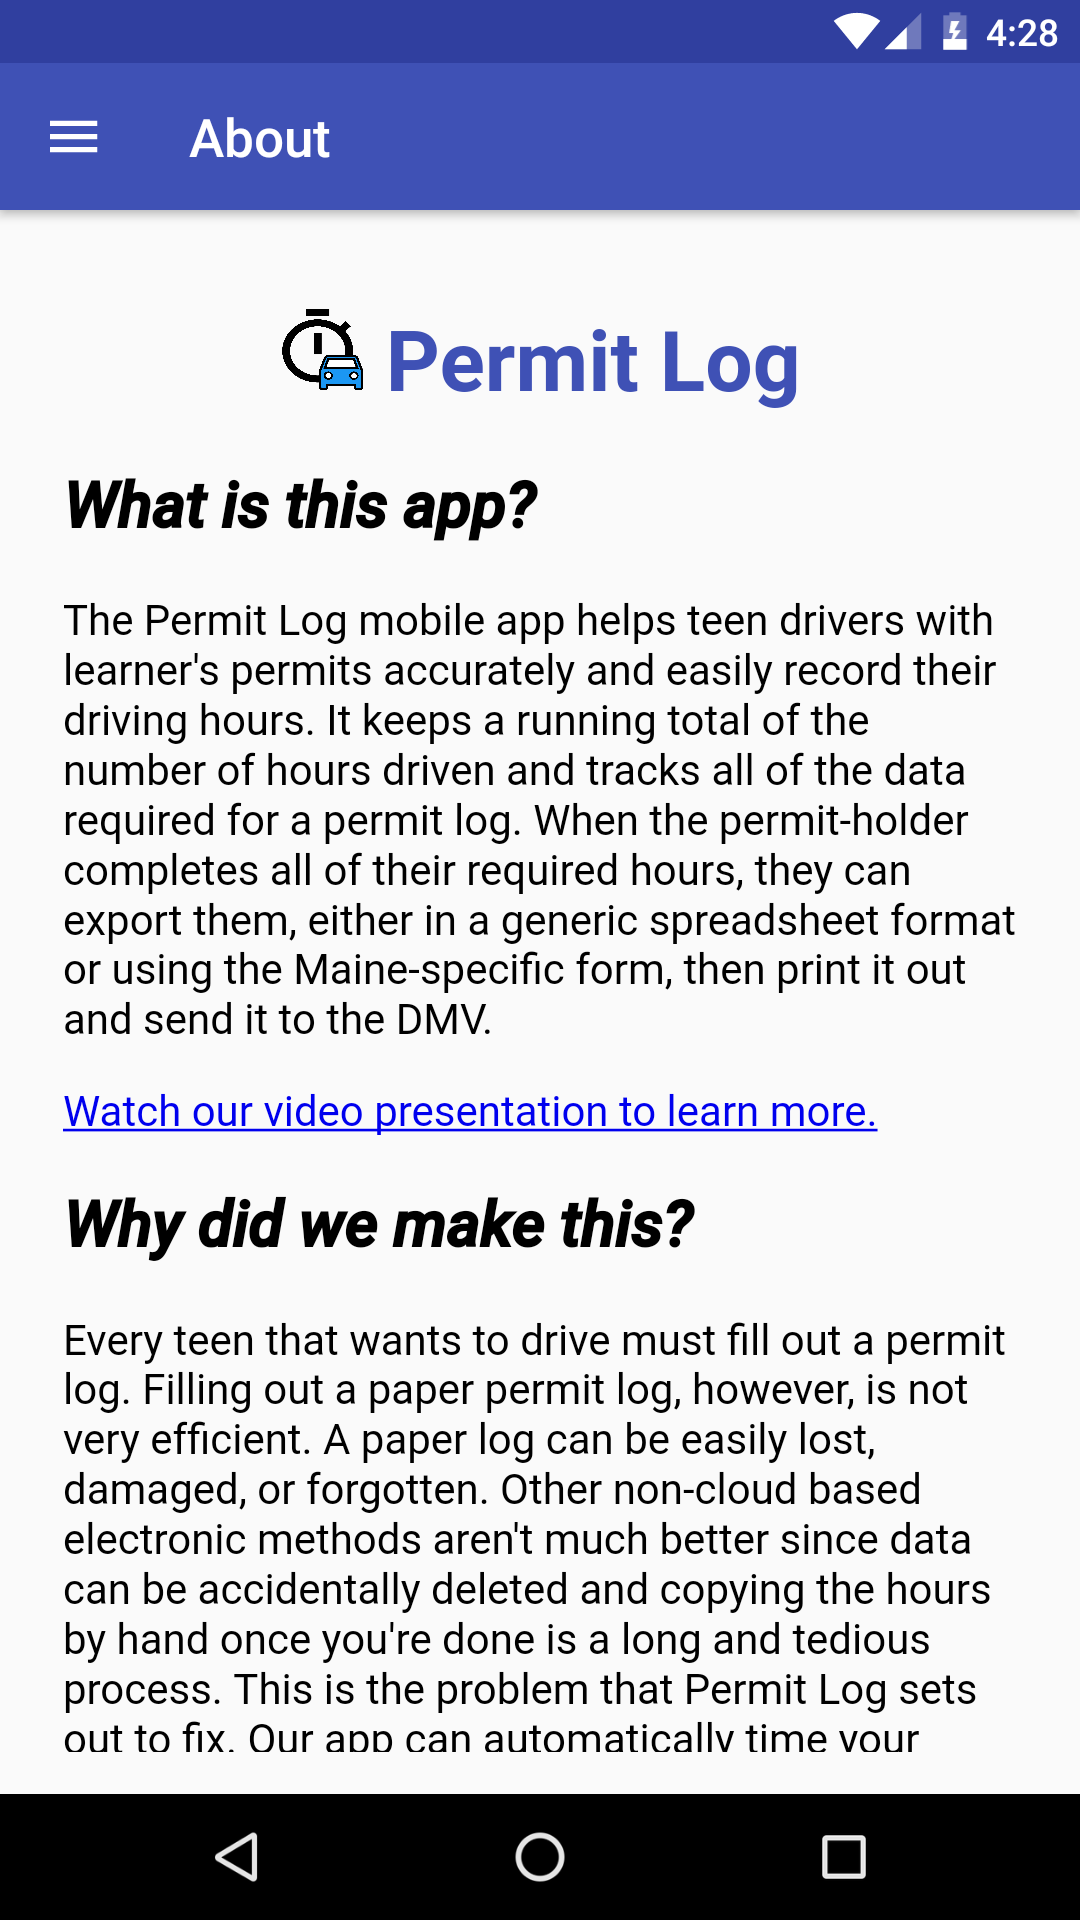 4:28
About
Permit Log
What is this app?
The Permit Log mobile app helps teen drivers with
learner's permits accurately and easily record their
driving hours. It keeps a running total of the
number of hours driven and tracks all of the data
required for a permit log. When the permit-holder
completes all of their required hours, they can
export them, either in a generic spreadsheet format
or using the Maine-specific form, then print it out
and send it to the DMV.
Watch our video presentation to learn more.
Why did we make this?
Every teen that wants to drive must fill out a permit
log. Filling out a paper permit log, however, is not
very efficient. A paper log can be easily lost,
damaged, or forgotten. Other non-cloud based
electronic methods aren't much better since data
can be accidentally deleted and copying the hours
by hand once you're done is a long and tedious
process. This is the problem that Permit Log sets
out to fix. Our app can automatically time your